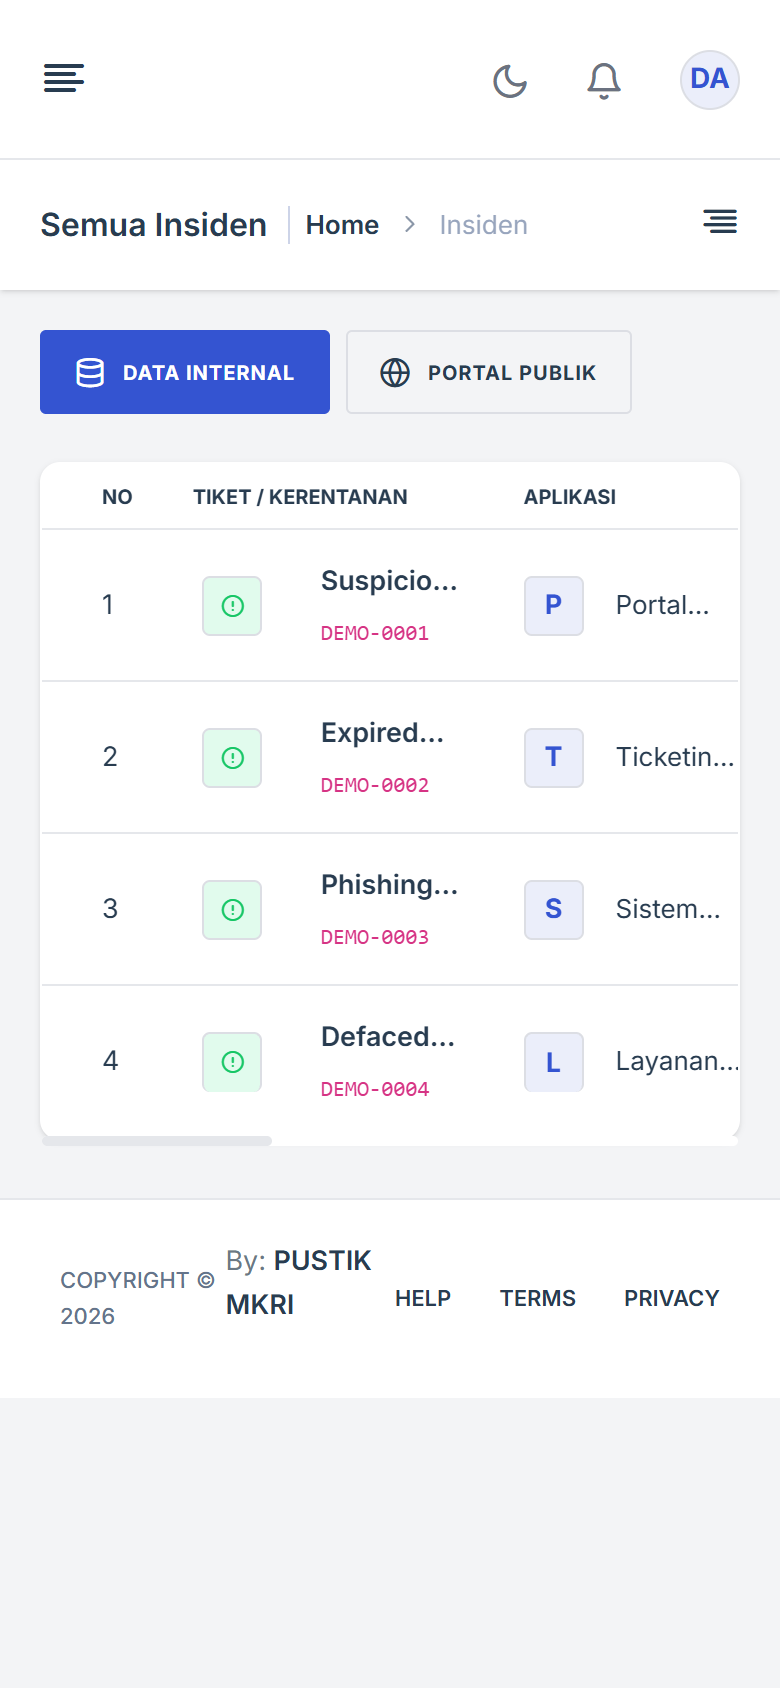 DA
Semua Insiden
Home > Insiden
DATA INTERNAL
PORTAL PUBLIK
NO TIKET / KERENTANAN APLIKASI
1 Suspicio... P Portal...
DEMO-0001
2 Expired... T Ticketin...
DEMO-0002
3 Phishing... S Sistem...
DEMO-0003
4 Defaced... L Layanan...
DEMO-0004
COPYRIGHT ©
2026
By: PUSTIK
MKRI
HELP TERMS PRIVACY